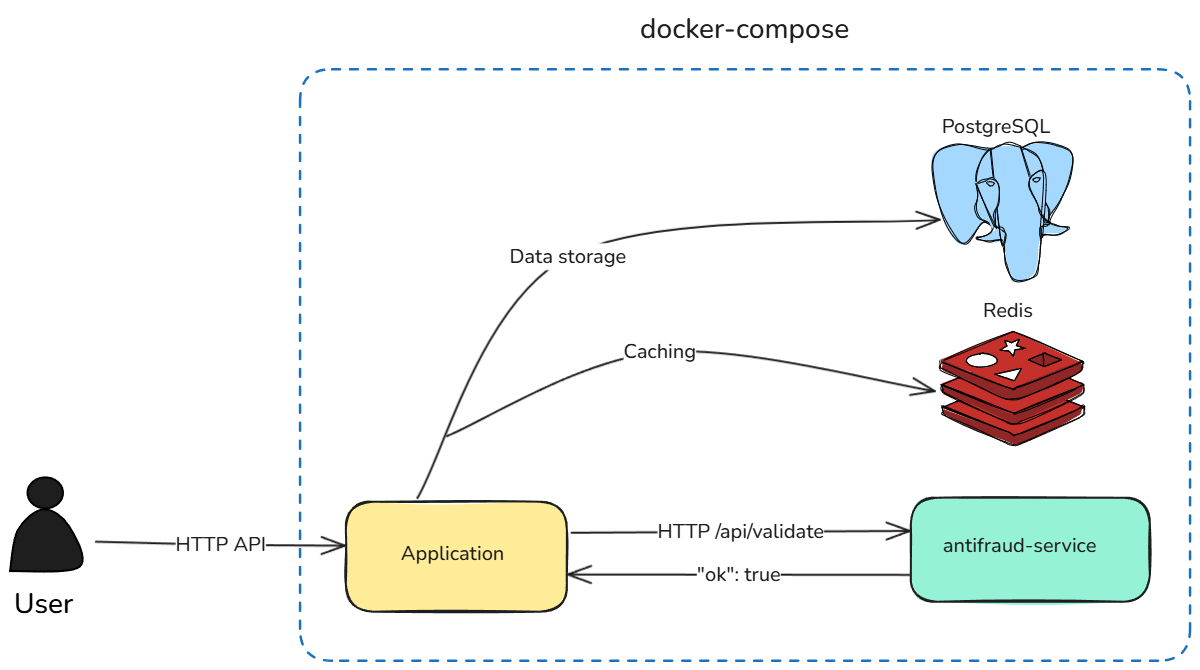 docker-compose
PostgreSQL
Data storage
Redis
Caching
HTTP API
Application
HTTP /api/validate
"ok": true
antifraud-service
User